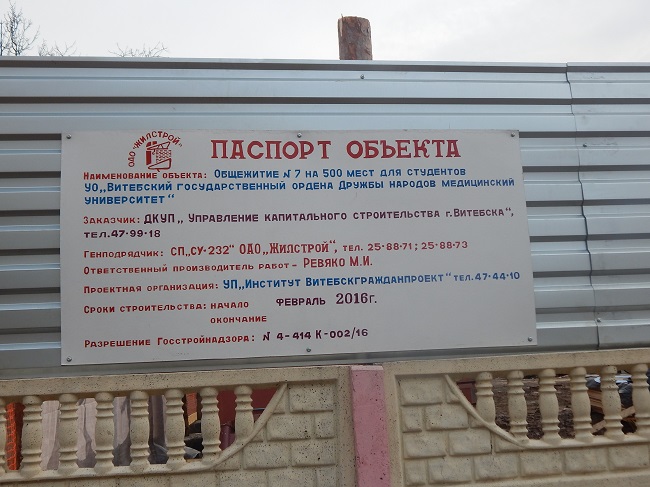 ОАО "ЖИЛСТРОЙ"
ПАСПОРТ ОБЪЕКТА
НАИМЕНОВАНИЕ ОБЪЕКТА: ОБЩЕЖИТИЕ N 7 НА 500 МЕСТ ДЛЯ СТУДЕНТОВ
УО „ВИТЕБСКИЙ ГОСУДАРСТВЕННЫЙ ОРДЕНА ДРУЖБЫ НАРОДОВ МЕДИЦИНСКИЙ
УНИВЕРСИТЕТ"
ЗАКАЗЧИК: ДКУП „УПРАВЛЕНИЕ КАПИТАЛЬНОГО СТРОИТЕЛЬСТВА г. ВИТЕБСКА",
ТЕЛ. 47-99-18
ГЕНПОДРЯДЧИК: СП „СУ-232" ОАО „ЖИЛСТРОЙ", ТЕЛ. 25-88-71; 25-88-73
ОТВЕТСТВЕННЫЙ ПРОИЗВОДИТЕЛЬ РАБОТ - РЕВЯКО М.И.
ПРОЕКТНАЯ ОРГАНИЗАЦИЯ: УП „ИНСТИТУТ ВИТЕБСКГРАЖДАНПРОЕКТ" ТЕЛ. 47-44-10
СРОКИ СТРОИТЕЛЬСТВА: НАЧАЛО ФЕВРАЛЬ 2016г.
ОКОНЧАНИЕ
РАЗРЕШЕНИЕ ГОССТРОЙНАДЗОРА: N 4-414 К-002/16